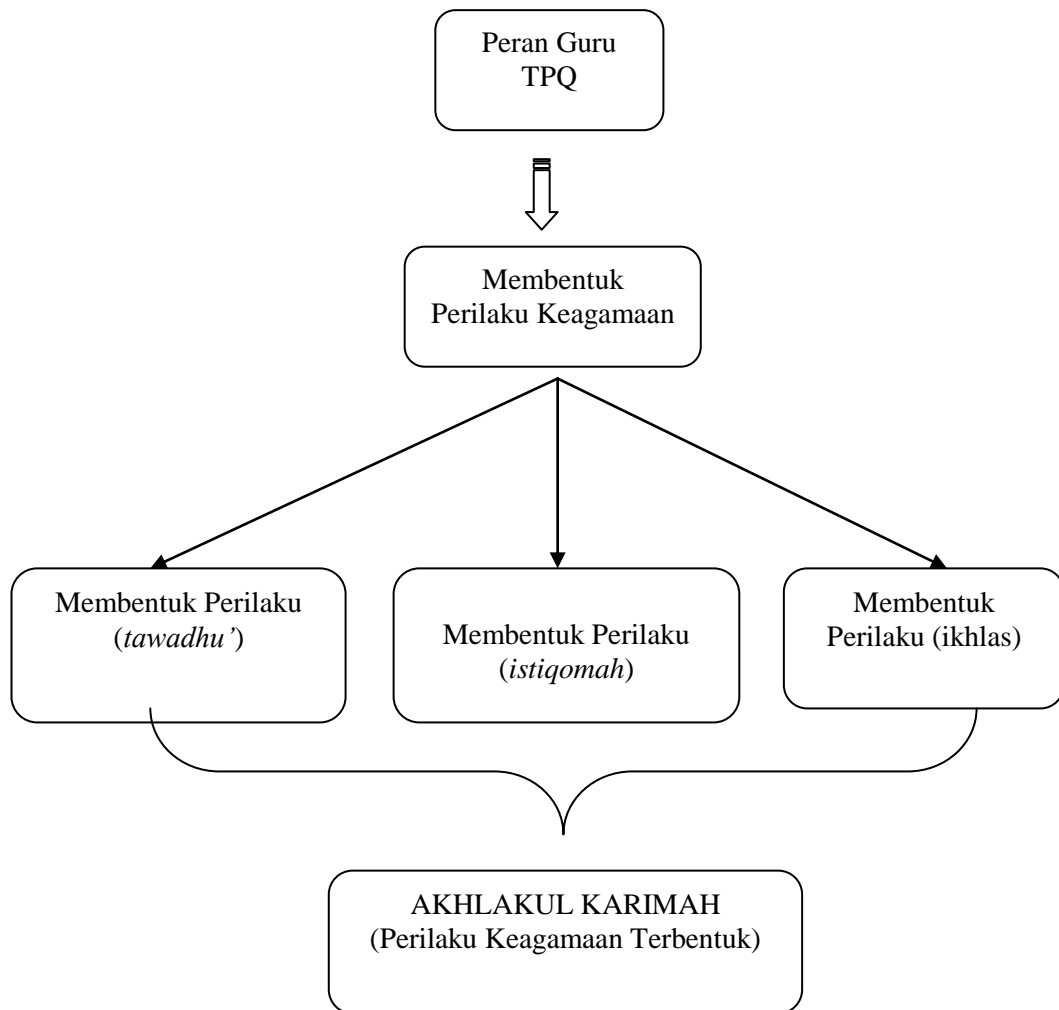 Peran Guru
TPQ
Membentuk
Perilaku Keagamaan
Membentuk Perilaku
(tawadhu’)
Membentuk Perilaku
(istiqomah)
Membentuk
Perilaku (ikhlas)
AKHLAKUL KARIMAH
(Perilaku Keagamaan Terbentuk)